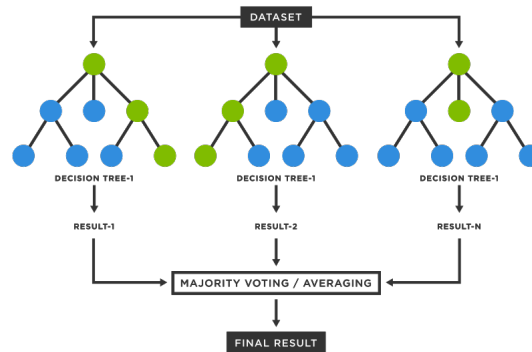 DATASET
DECISION TREE-1
DECISION TREE-1
DECISION TREE-1
RESULT-1
RESULT-2
RESULT-N
MAJORITY VOTING / AVERAGING
FINAL RESULT